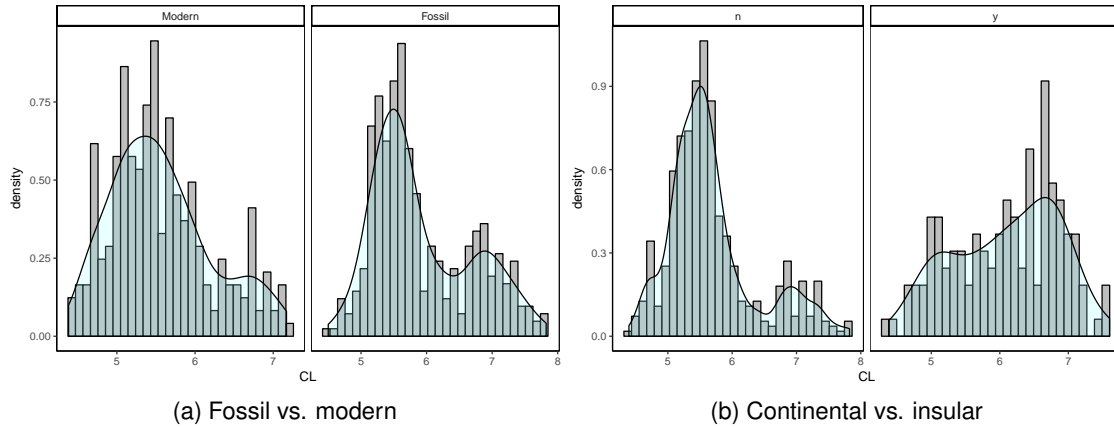 Modern
Fossil
density
0.75
0.50
0.25
0.00
5 6 7
5 6 7 8
CL
(a) Fossil vs. modern
n
y
density
0.9
0.6
0.3
0.0
4 5 6 7 8
5 6 7
CL
(b) Continental vs. insular